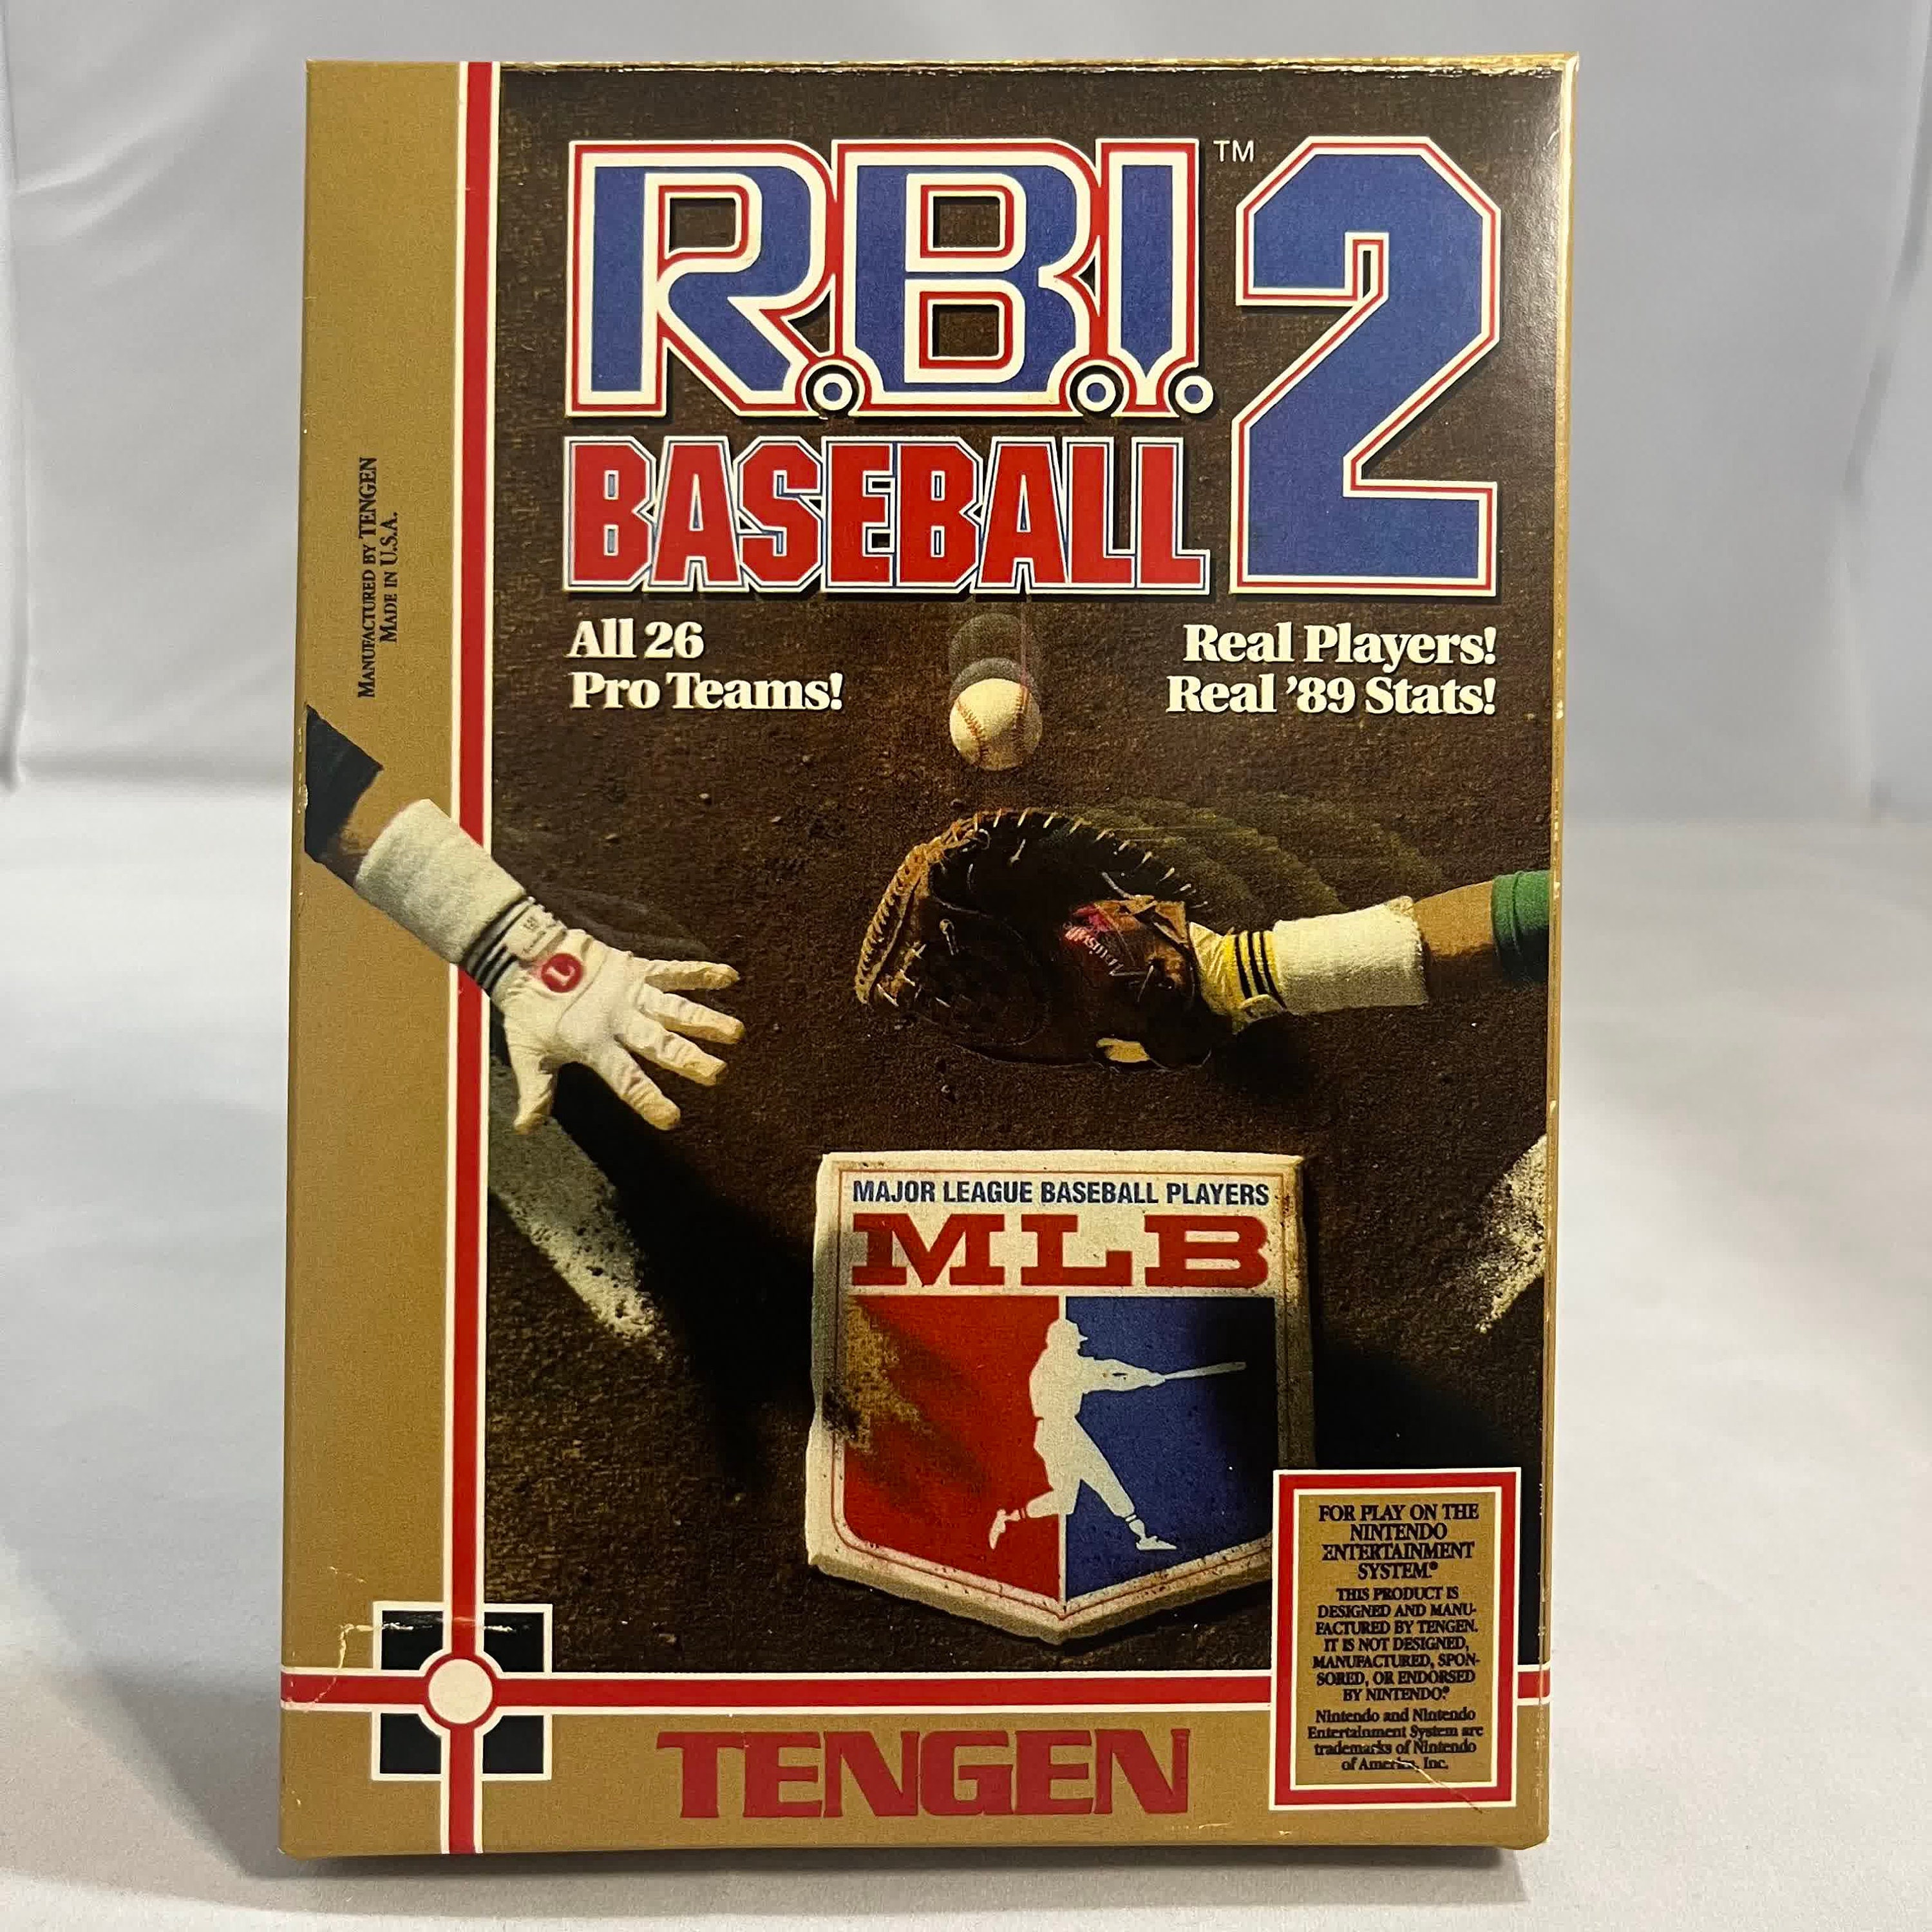 R.B.I. 2
TM
BASEBALL
All 26
Pro Teams!
Real Players!
Real '89 Stats!
MANUFACTURED BY TENGEN
MADE IN U.S.A.
L
Louisville
MAJOR LEAGUE BASEBALL PLAYERS
MLB
FOR PLAY ON THE
NINTENDO
ENTERTAINMENT
SYSTEM.®
THIS PRODUCT IS
DESIGNED AND MANU-
FACTURED BY TENGEN.
IT IS NOT DESIGNED,
MANUFACTURED, SPON-
SORED, OR ENDORSED
BY NINTENDO.®
Nintendo and Nintendo
Entertainment System are
trademarks of Nintendo
of America, Inc.
TENGEN